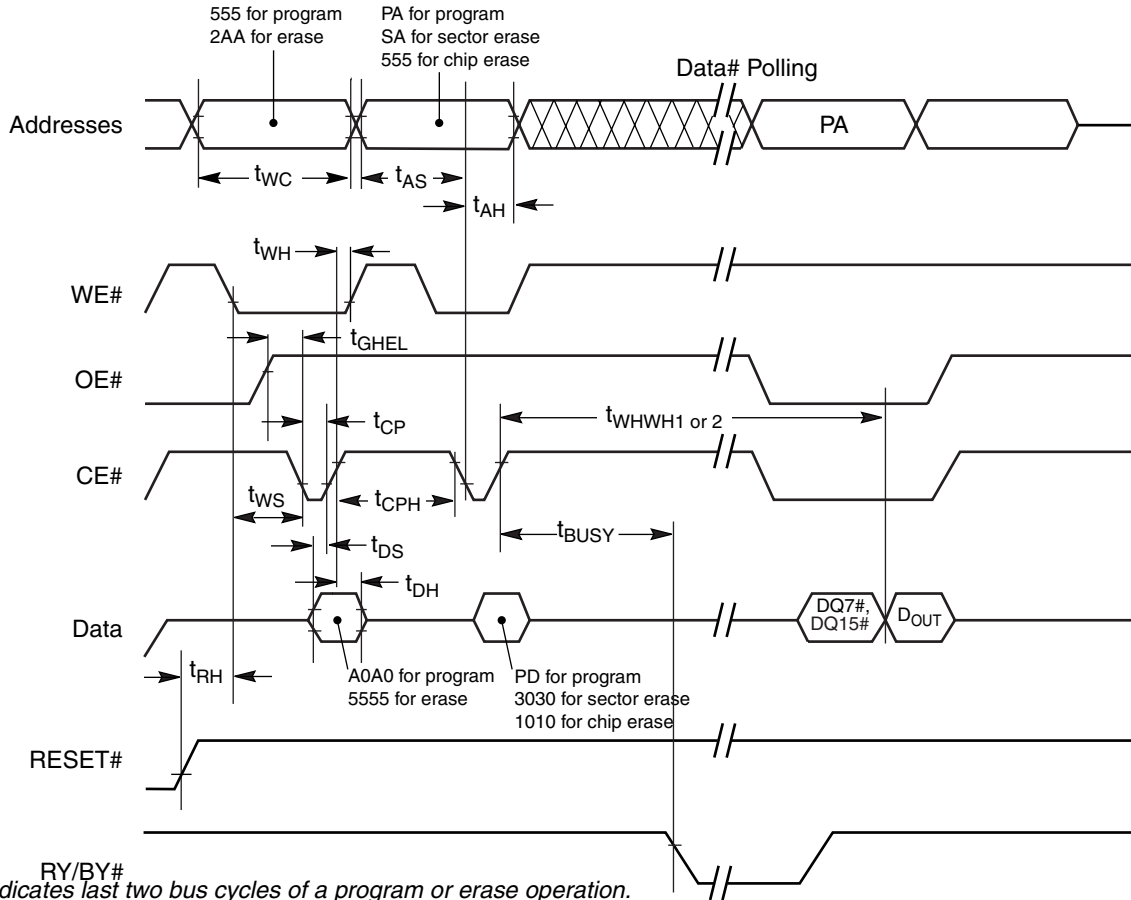 555 for program
2AA for erase
PA for program
SA for sector erase
555 for chip erase
Data# Polling
Addresses
PA
tWC
tAS
tAH
tWH
WE#
tGHEL
OE#
tCP
tWHWH1 or 2
CE#
tWS
tCPH
tBUSY
tDS
tDH
Data
DQ7#,
DQ15#
DOUT
tRH
A0A0 for program
5555 for erase
PD for program
3030 for sector erase
1010 for chip erase
RESET#
RY/BY#
dicates last two bus cycles of a program or erase operation.